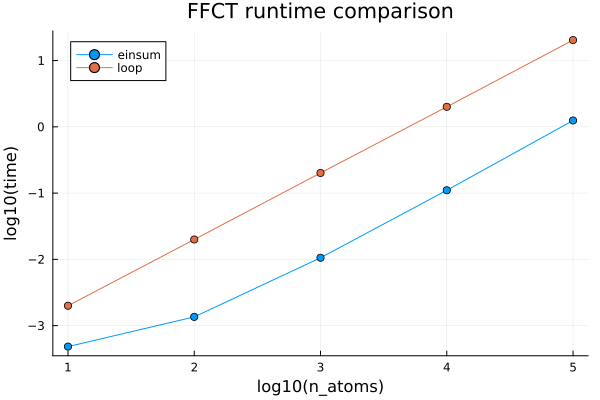 FFCT runtime comparison
einsum
loop
1
0
−1
−2
−3
log10(time)
1
2
3
4
5
log10(n_atoms)